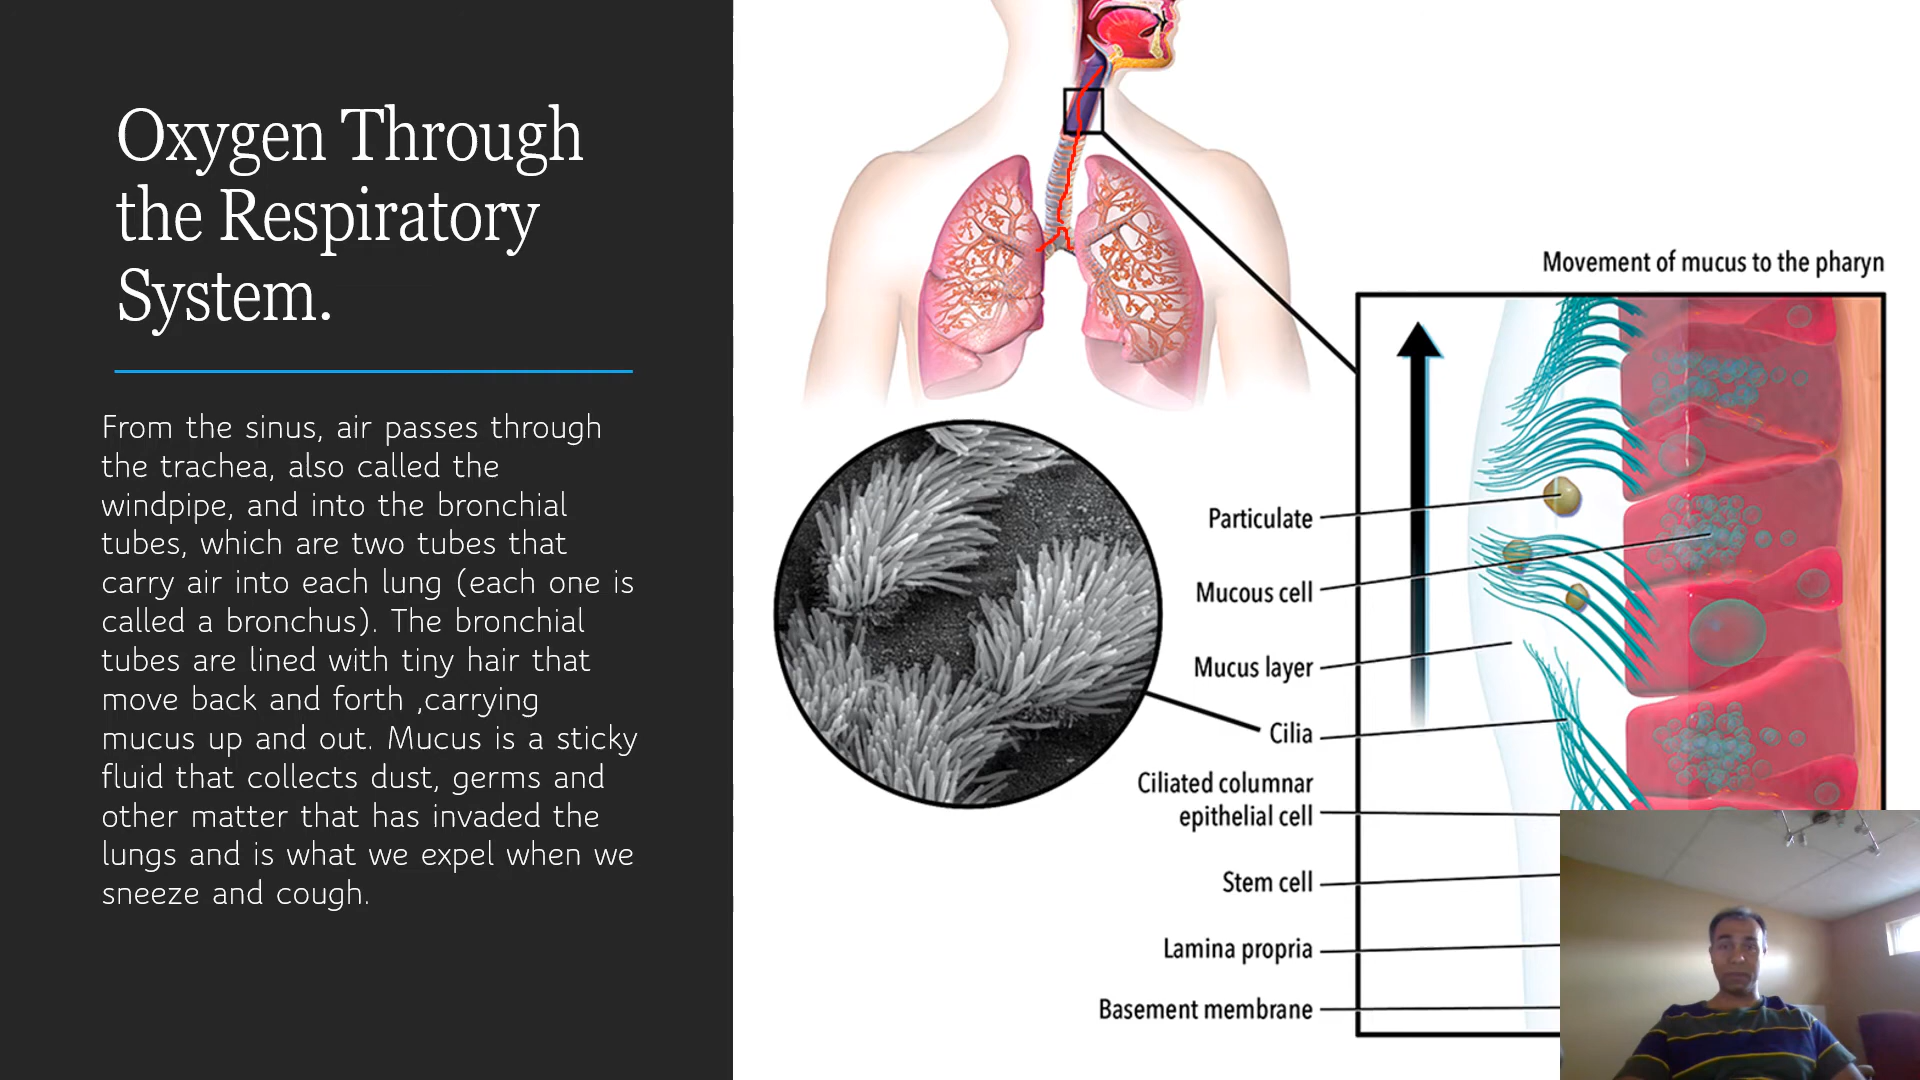 Oxygen Through
the Respiratory
System.
From the sinus, air passes through
the trachea, also called the
windpipe, and into the bronchial
tubes, which are two tubes that
carry air into each lung (each one is
called a bronchus). The bronchial
tubes are lined with tiny hair that
move back and forth ,carrying
mucus up and out. Mucus is a sticky
fluid that collects dust, germs and
other matter that has invaded the
lungs and is what we expel when we
sneeze and cough.
Movement of mucus to the pharyn
Particulate
Mucous cell
Mucus layer
Cilia
Ciliated columnar
epithelial cell
Stem cell
Lamina propria
Basement membrane